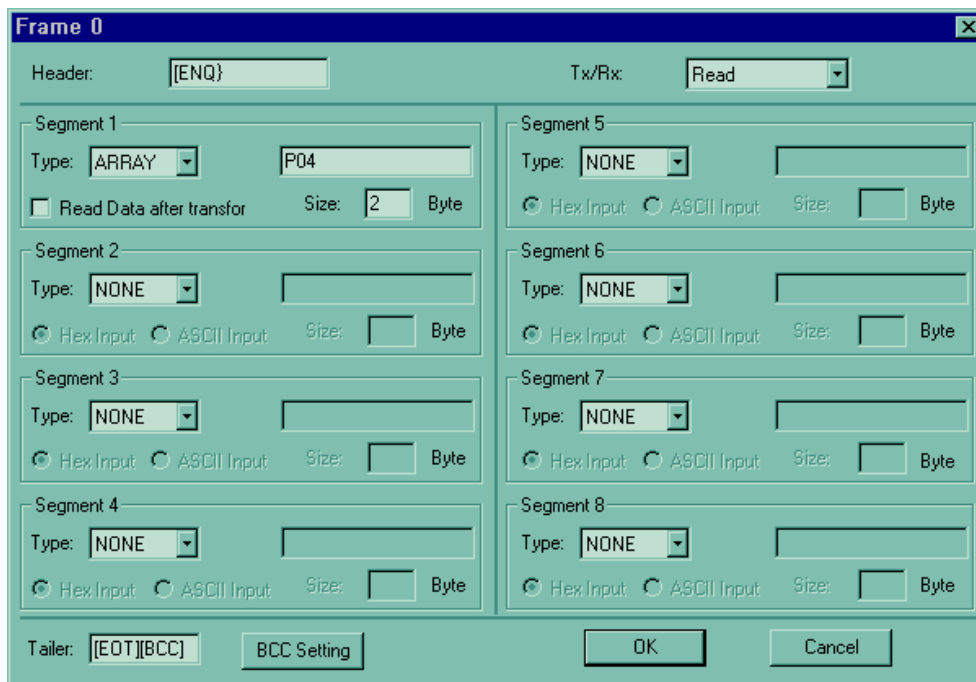 Frame 0
Header: [ENQ} Tx/Rx: Read
Segment 1
Type: ARRAY P04
Read Data after transfor Size: 2 Byte
Segment 2
Type: NONE
Hex Input ASCII Input Size: Byte
Segment 3
Type: NONE
Hex Input ASCII Input Size: Byte
Segment 4
Type: NONE
Hex Input ASCII Input Size: Byte
Segment 5
Type: NONE
Hex Input ASCII Input Size: Byte
Segment 6
Type: NONE
Hex Input ASCII Input Size: Byte
Segment 7
Type: NONE
Hex Input ASCII Input Size: Byte
Segment 8
Type: NONE
Hex Input ASCII Input Size: Byte
Tailer: [EOT][BCC] BCC Setting OK Cancel